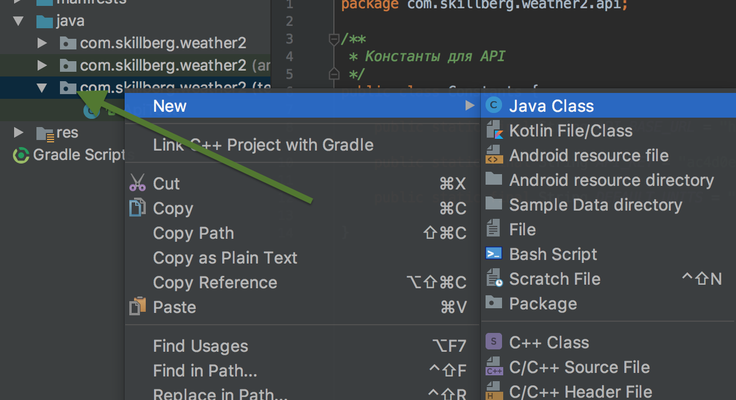 manifests
java
com.skillberg.weather2
com.skillberg.weather2 (an
com.skillberg.weather2 (te
res
Gradle Script
1 package com.skillberg.weather2.api;
2
3 /**
4 * Константы для API
5 */
New
Link C++ Project with Gradle
Cut ⌘X
Copy ⌘C
Copy Path ⇧⌘C
Copy as Plain Text
Copy Reference ⌥⇧⌘C
Paste ⌘V
Find Usages ⌥F7
Find in Path... ^⇧F
Replace in Path... ^⇧R
Java Class
Kotlin File/Class
Android resource file
Android resource directory
Sample Data directory
File
Bash Script
Scratch File ^⇧N
Package
C++ Class
C/C++ Source File
C/C++ Header File